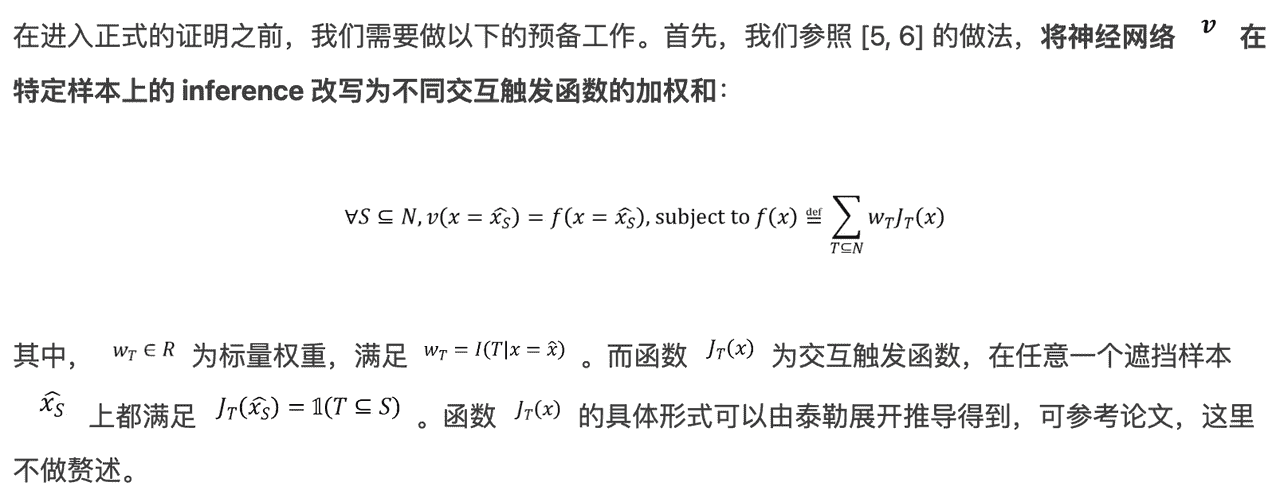 在进入正式的证明之前，我们需要做以下的预备工作。首先，我们参照 [5, 6] 的做法，将神经网络 v 在
特定样本上的 inference 改写为不同交互触发函数的加权和：
∀S ⊆ N, v(x = x̂_S) = f(x = x̂_S), subject to f(x) ≝ ∑_{T⊆N} w_T J_T(x)
其中， w_T ∈ R 为标量权重，满足 w_T = I(T|x = x̂) 。而函数 J_T(x) 为交互触发函数，在任意一个遮挡样本
x̂_S 上都满足 J_T(x̂_S) = 𝟙(T ⊆ S) 。函数 J_T(x) 的具体形式可以由泰勒展开推导得到，可参考论文，这里
不做赘述。